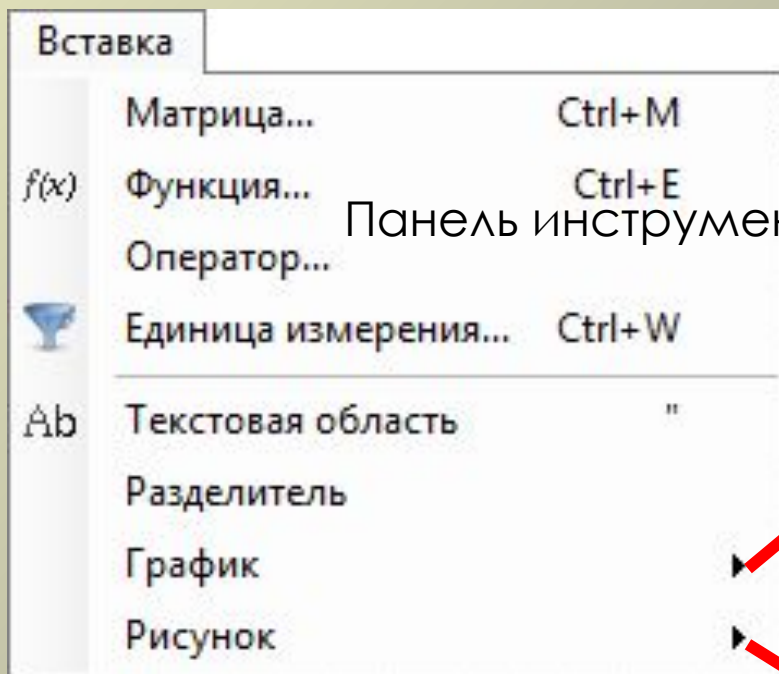 Вставка
Матрица... Ctrl+M
f(x) Функция... Ctrl+E
Панель инструмен
Оператор...
Единица измерения... Ctrl+W
Ab Текстовая область "
Разделитель
График
Рисунок